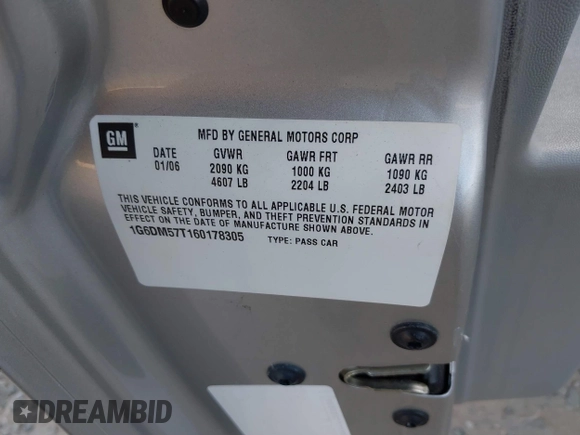 GM
MFD BY GENERAL MOTORS CORP
DATE GVWR GAWR FRT GAWR RR
01/06 2090 KG 1000 KG 1090 KG
4607 LB 2204 LB 2403 LB
THIS VEHICLE CONFORMS TO ALL APPLICABLE U.S. FEDERAL MOTOR
VEHICLE SAFETY, BUMPER, AND THEFT PREVENTION STANDARDS IN
EFFECT ON THE DATE OF MANUFACTURE SHOWN ABOVE.
1G6DM57T160178305 TYPE: PASS CAR
DREAMBID